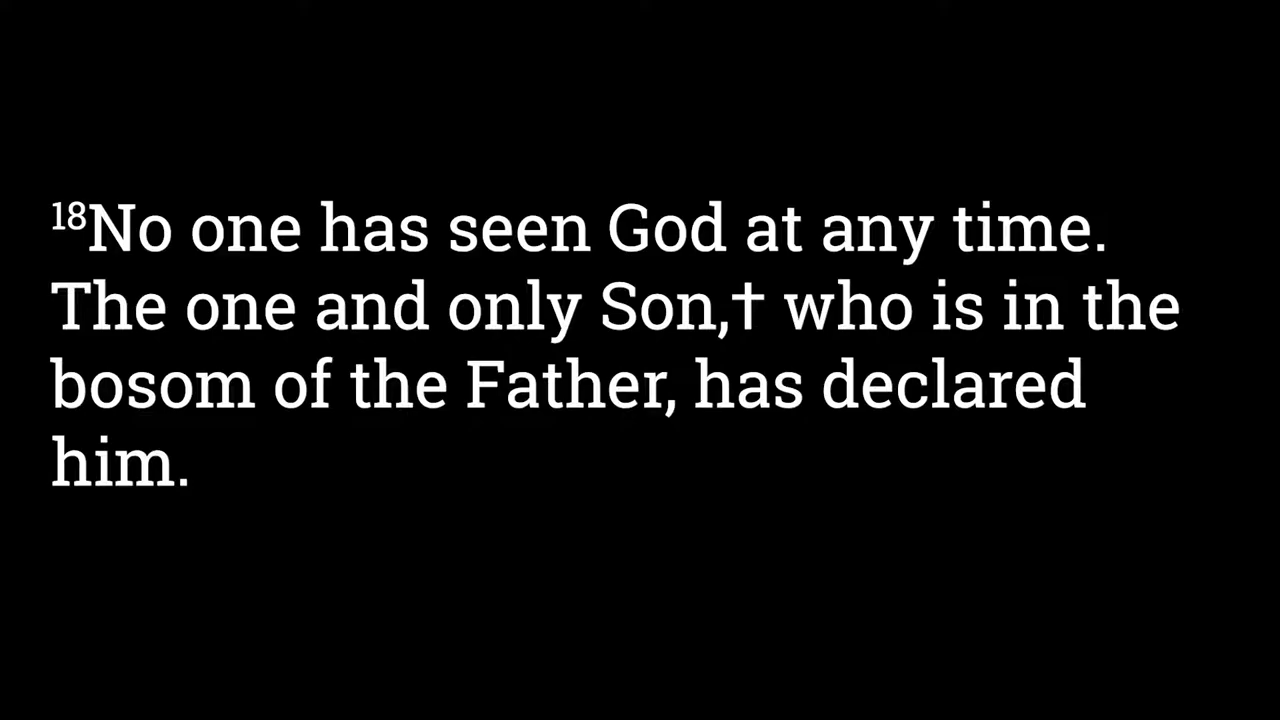 ¹⁸No one has seen God at any time.
The one and only Son,† who is in the
bosom of the Father, has declared
him.